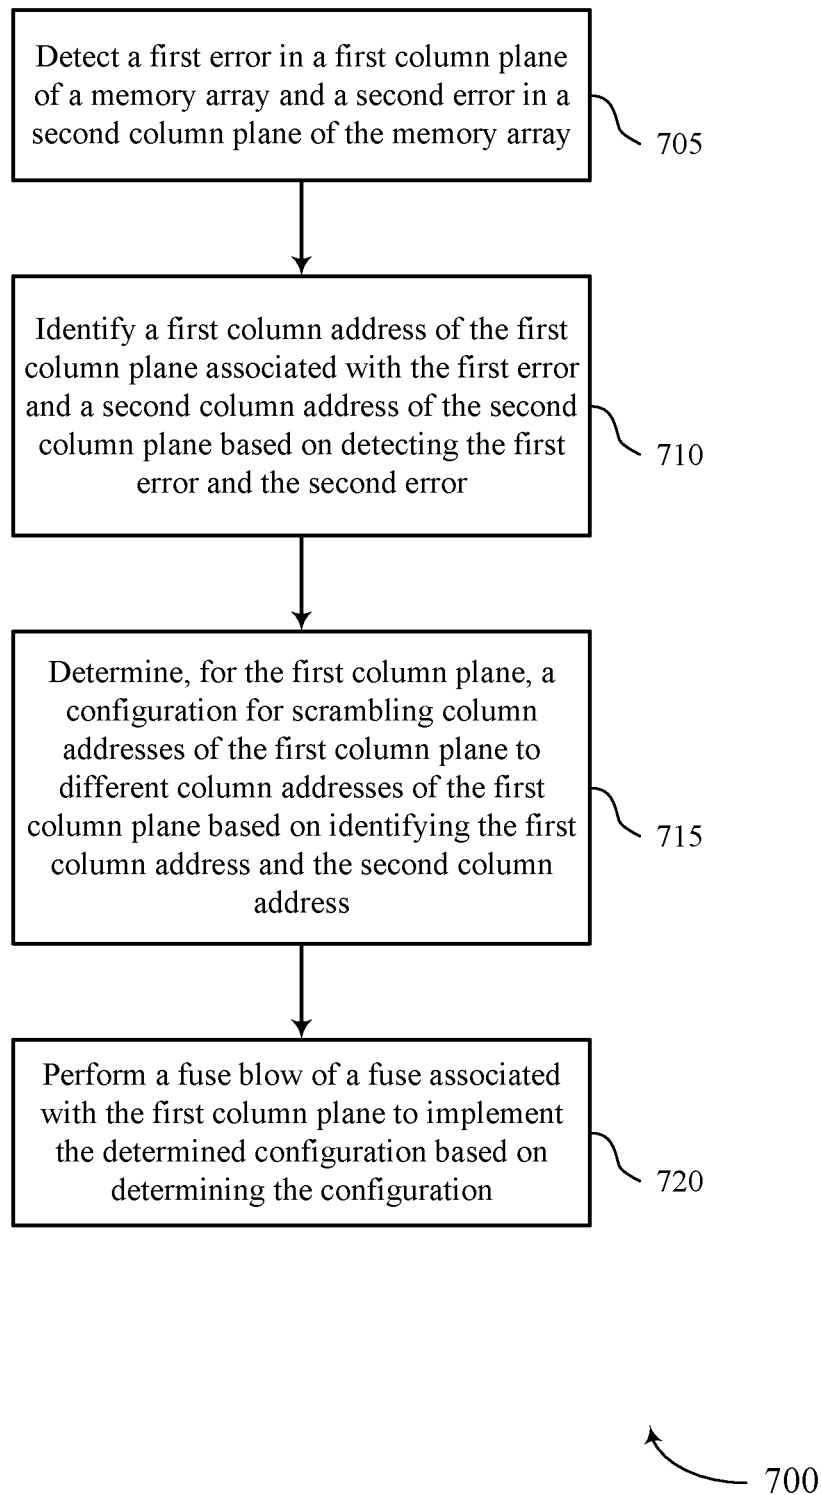 Detect a first error in a first column plane
of a memory array and a second error in a
second column plane of the memory array
705
Identify a first column address of the first
column plane associated with the first error
and a second column address of the second
column plane based on detecting the first
error and the second error
710
Determine, for the first column plane, a
configuration for scrambling column
addresses of the first column plane to
different column addresses of the first
column plane based on identifying the first
column address and the second column
address
715
Perform a fuse blow of a fuse associated
with the first column plane to implement
the determined configuration based on
determining the configuration
720
700